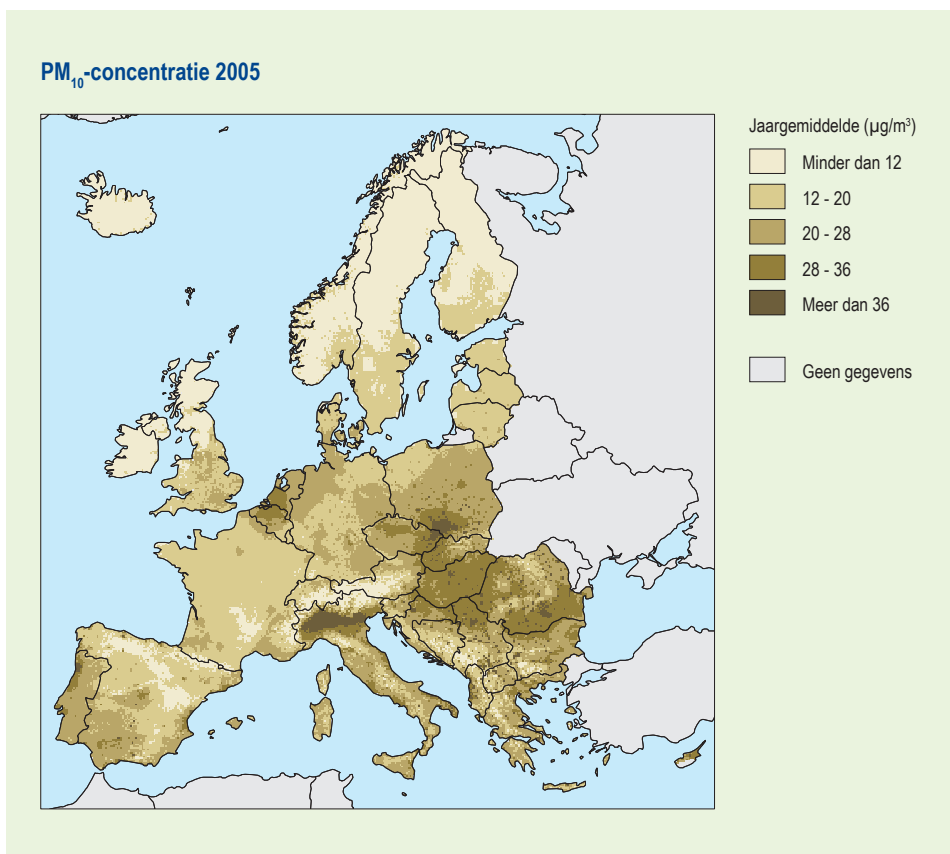 PM₁₀-concentratie 2005
Jaargemiddelde (µg/m³)
Minder dan 12
12 - 20
20 - 28
28 - 36
Meer dan 36
Geen gegevens